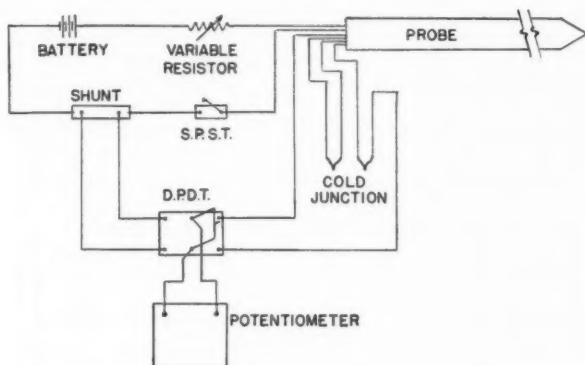 BATTERY
VARIABLE
RESISTOR
PROBE
SHUNT
S.P.S.T.
COLD
JUNCTION
D.P.D.T.
POTENTIOMETER